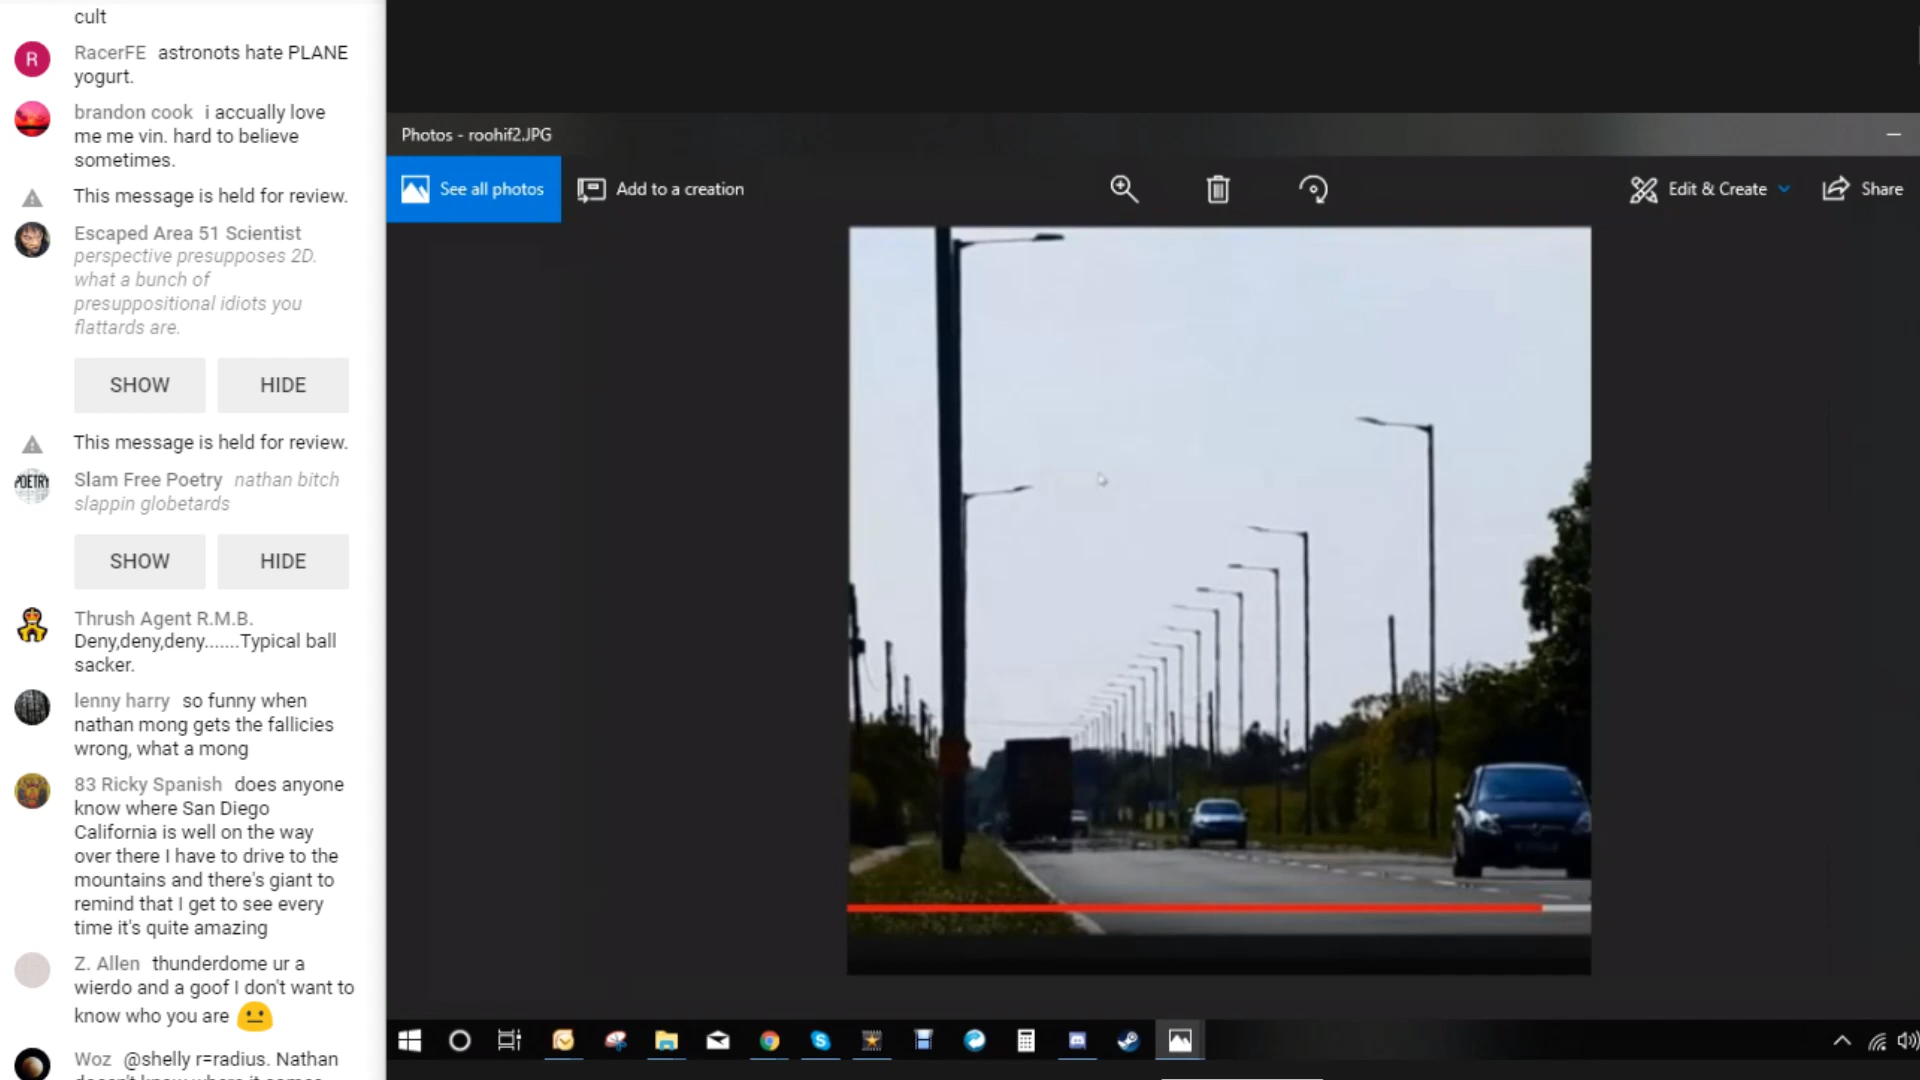 cult
RacerFE astronots hate PLANE
yogurt.
brandon cook i accually love
me me vin. hard to believe
sometimes.
This message is held for review.
Escaped Area 51 Scientist
perspective presupposes 2D.
what a bunch of
presuppositional idiots you
flattards are.
SHOW HIDE
This message is held for review.
POETRY
Slam Free Poetry nathan bitch
slappin globetards
SHOW HIDE
Thrush Agent R.M.B.
Deny,deny,deny.......Typical ball
sacker.
lenny harry so funny when
nathan mong gets the fallicies
wrong, what a mong
83 Ricky Spanish does anyone
know where San Diego
California is well on the way
over there I have to drive to the
mountains and there's giant to
remind that I get to see every
time it's quite amazing
Z. Allen thunderdome ur a
wierdo and a goof I don't want to
know who you are
Woz @shelly r=radius. Nathan
R
Photos - roohif2.JPG
See all photos
Add to a creation
Edit & Create
Share